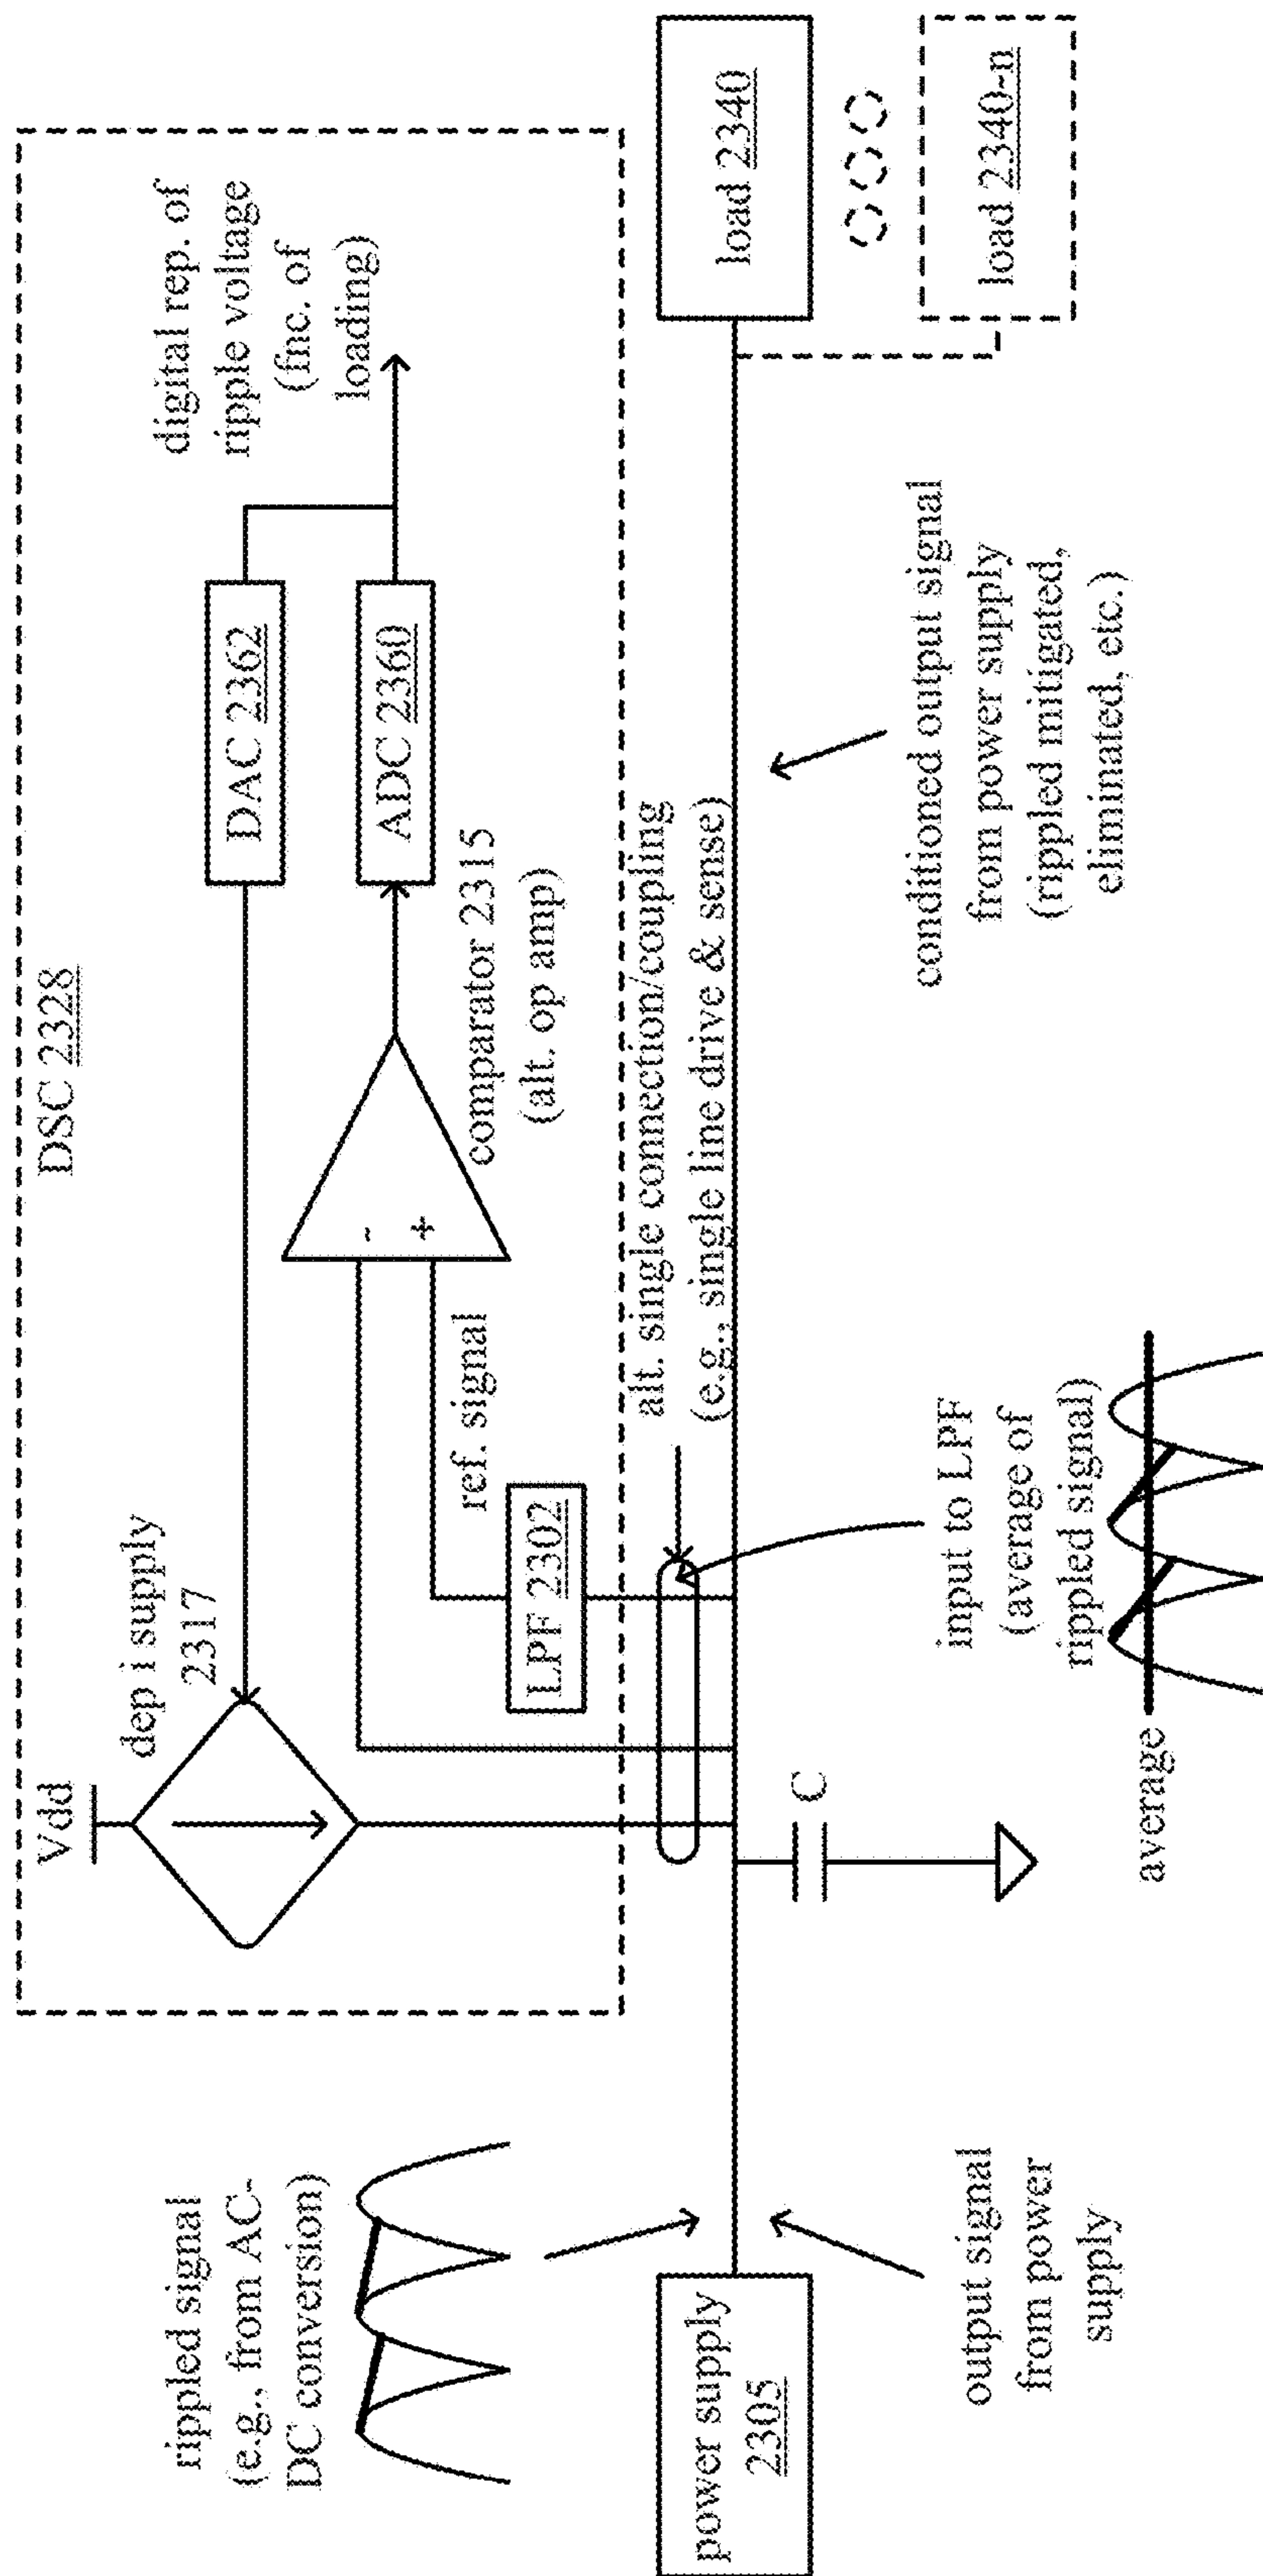 DSC 2328
Vdd
dep i supply
2317
DAC 2362
ADC 2360
digital rep. of
ripple voltage
(fnc. of
loading)
-
+
comparator 2315
(alt. op amp)
ref. signal
LPF 2302
rippled signal
(e.g., from AC-
DC conversion)
alt. single connection/coupling
(e.g., single line drive & sense)
power supply
2305
load 2340
load 2340-n
C
output signal
from power
supply
input to LPF
(average of
rippled signal)
average
conditioned output signal
from power supply
(rippled mitigated,
eliminated, etc.)